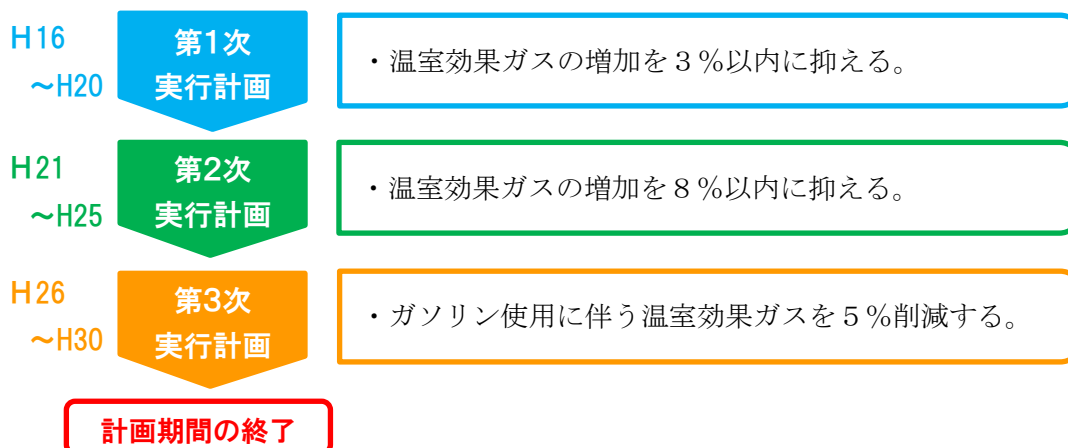 H16
～H20
第1次
実行計画
・温室効果ガスの増加を３％以内に抑える。
H21
～H25
第2次
実行計画
・温室効果ガスの増加を８％以内に抑える。
H26
～H30
第3次
実行計画
・ガソリン使用に伴う温室効果ガスを５％削減する。
計画期間の終了